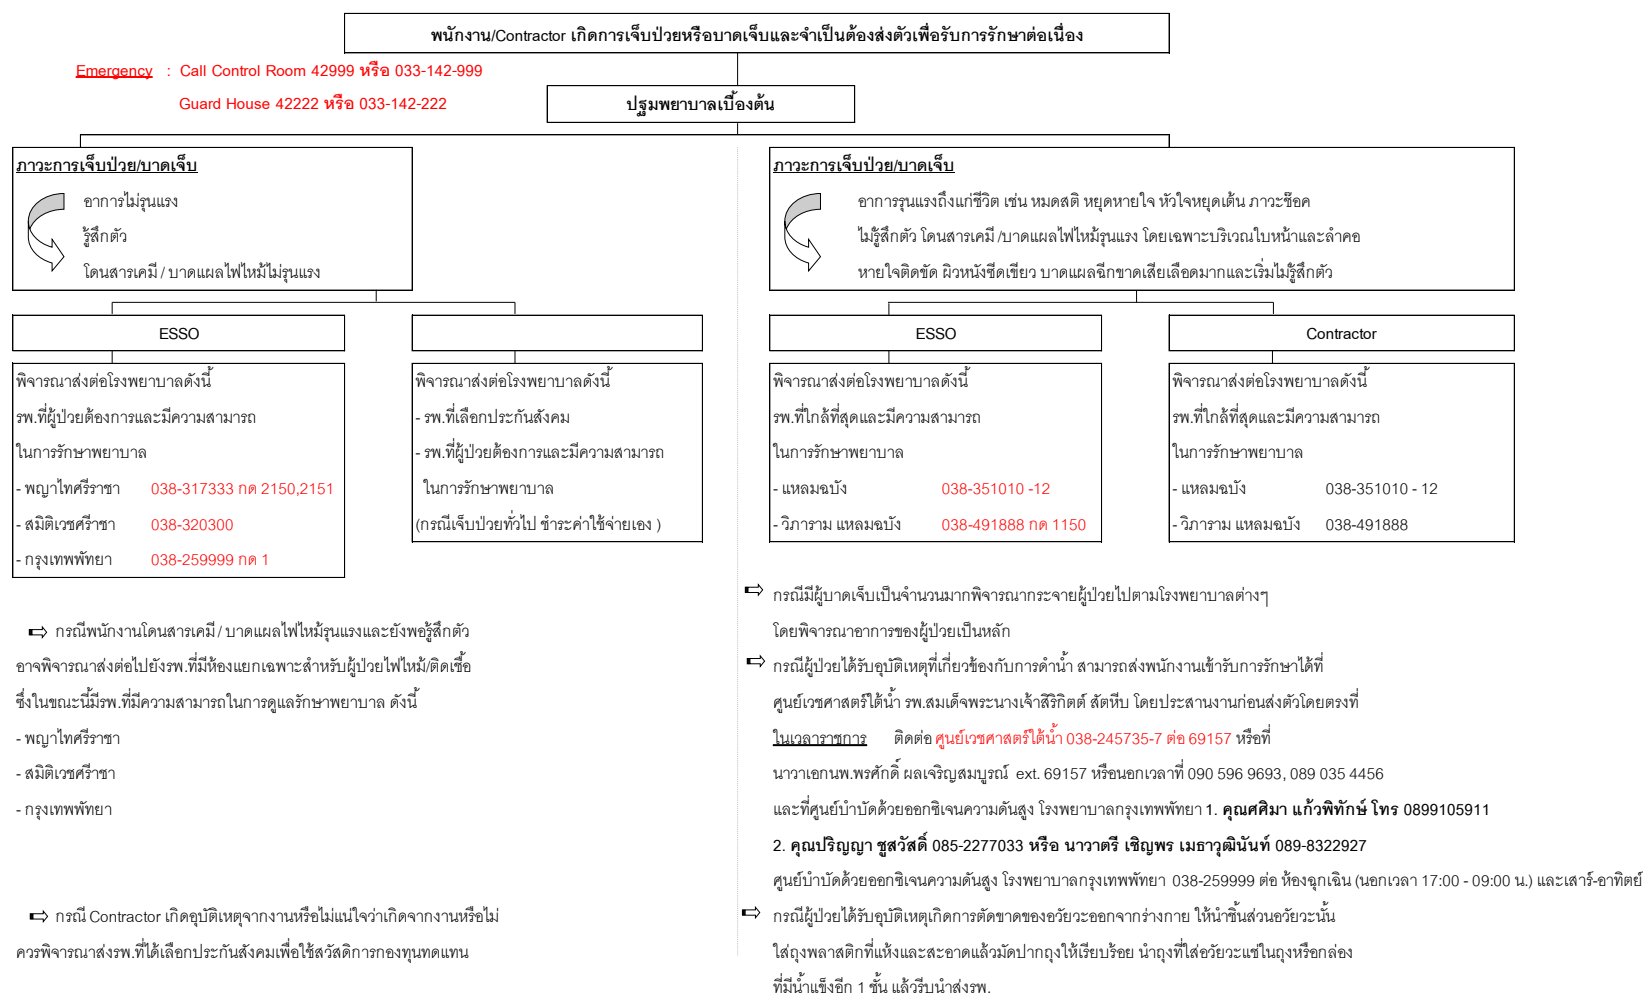 พนักงาน/Contractor เกิดการเจ็บป่วยหรือบาดเจ็บและจำเป็นต้องส่งตัวเพื่อรับการรักษาต่อเนื่อง
Emergency : Call Control Room 42999 หรือ 033-142-999
Guard House 42222 หรือ 033-142-222
ปฐมพยาบาลเบื้องต้น
ภาวะการเจ็บป่วย/บาดเจ็บ
อาการไม่รุนแรง
รู้สึกตัว
โดนสารเคมี / บาดแผลไฟไหม้ไม่รุนแรง
ภาวะการเจ็บป่วย/บาดเจ็บ
อาการรุนแรงถึงแก่ชีวิต เช่น หมดสติ หยุดหายใจ หัวใจหยุดเต้น ภาวะช๊อค
ไม่รู้สึกตัว โดนสารเคมี /บาดแผลไฟไหม้รุนแรง โดยเฉพาะบริเวณใบหน้าและลำคอ
หายใจติดขัด ผิวหนังซีดเขียว บาดแผลฉีกขาดเสียเลือดมากและเริ่มไม่รู้สึกตัว
ESSO
พิจารณาส่งต่อโรงพยาบาลดังนี้
รพ.ที่ผู้ป่วยต้องการและมีความสามารถ
ในการรักษาพยาบาล
- พญาไทศรีราชา 038-317333 กด 2150,2151
- สมิติเวชศรีราชา 038-320300
- กรุงเทพพัทยา 038-259999 กด 1
พิจารณาส่งต่อโรงพยาบาลดังนี้
- รพ.ที่เลือกประกันสังคม
- รพ.ที่ผู้ป่วยต้องการและมีความสามารถ
ในการรักษาพยาบาล
(กรณีเจ็บป่วยทั่วไป ชำระค่าใช้จ่ายเอง )
ESSO
พิจารณาส่งต่อโรงพยาบาลดังนี้
รพ.ที่ใกล้ที่สุดและมีความสามารถ
ในการรักษาพยาบาล
- แหลมฉบัง 038-351010 -12
- วิภาราม แหลมฉบัง 038-491888 กด 1150
Contractor
พิจารณาส่งต่อโรงพยาบาลดังนี้
รพ.ที่ใกล้ที่สุดและมีความสามารถ
ในการรักษาพยาบาล
- แหลมฉบัง 038-351010 - 12
- วิภาราม แหลมฉบัง 038-491888
⇨ กรณีพนักงานโดนสารเคมี / บาดแผลไฟไหม้รุนแรงและยังพอรู้สึกตัว
อาจพิจารณาส่งต่อไปยังรพ.ที่มีห้องแยกเฉพาะสำหรับผู้ป่วยไฟไหม้/ติดเชื้อ
ซึ่งในขณะนี้มีรพ.ที่มีความสามารถในการดูแลรักษาพยาบาล ดังนี้
- พญาไทศรีราชา
- สมิติเวชศรีราชา
- กรุงเทพพัทยา
⇨ กรณี Contractor เกิดอุบัติเหตุจากงานหรือไม่แน่ใจว่าเกิดจากงานหรือไม่
ควรพิจารณาส่งรพ.ที่ได้เลือกประกันสังคมเพื่อใช้สวัสดิการกองทุนทดแทน
⇨ กรณีมีผู้บาดเจ็บเป็นจำนวนมากพิจารณากระจายผู้ป่วยไปตามโรงพยาบาลต่างๆ
โดยพิจารณาอาการของผู้ป่วยเป็นหลัก
⇨ กรณีผู้ป่วยได้รับอุบัติเหตุที่เกี่ยวข้องกับการดำน้ำ สามารถส่งพนักงานเข้ารับการรักษาได้ที่
ศูนย์เวชศาสตร์ใต้น้ำ รพ.สมเด็จพระนางเจ้าสิริกิตต์ สัตหีบ โดยประสานงานก่อนส่งตัวโดยตรงที่
ในเวลาราชการ ติดต่อ ศูนย์เวชศาสตร์ใต้น้ำ 038-245735-7 ต่อ 69157 หรือที่
นาวาเอกนพ.พรศักดิ์ ผลเจริญสมบูรณ์ ext. 69157 หรือนอกเวลาที่ 090 596 9693, 089 035 4456
และที่ศูนย์บำบัดด้วยออกซิเจนความดันสูง โรงพยาบาลกรุงเทพพัทยา 1. คุณศศิมา แก้วพิทักษ์ โทร 0899105911
2. คุณปริญญา ชูสวัสดิ์ 085-2277033 หรือ นาวาตรี เชิญพร เมธาวุฒินันท์ 089-8322927
ศูนย์บำบัดด้วยออกซิเจนความดันสูง โรงพยาบาลกรุงเทพพัทยา 038-259999 ต่อ ห้องฉุกเฉิน (นอกเวลา 17:00 - 09:00 น.) และเสาร์-อาทิตย์
⇨ กรณีผู้ป่วยได้รับอุบัติเหตุเกิดการตัดขาดของอวัยวะออกจากร่างกาย ให้นำชิ้นส่วนอวัยวะนั้น
ใส่ถุงพลาสติกที่แห้งและสะอาดแล้วมัดปากถุงให้เรียบร้อย นำถุงที่ใส่อวัยวะแช่ในถุงหรือกล่อง
ที่มีน้ำแข็งอีก 1 ชั้น แล้วรีบนำส่งรพ.